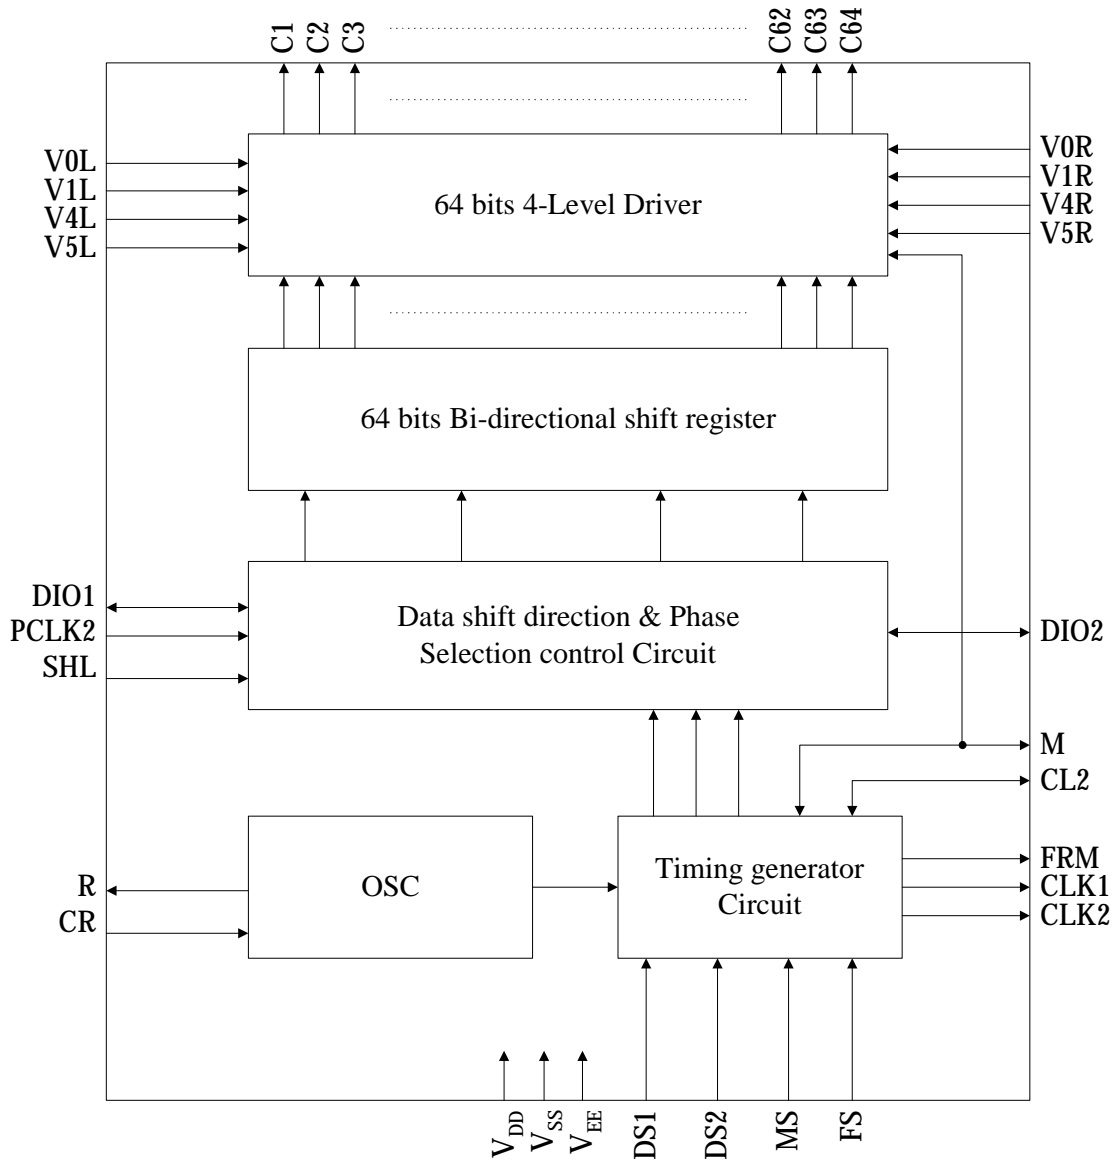 C1
C2
C3
C62
C63
C64
V0L
V1L
V4L
V5L
64 bits 4-Level Driver
V0R
V1R
V4R
V5R
64 bits Bi-directional shift register
DIO1
PCLK2
SHL
Data shift direction & Phase
Selection control Circuit
DIO2
M
CL2
R
CR
OSC
Timing generator
Circuit
FRM
CLK1
CLK2
VDD
VSS
VEE
DS1
DS2
MS
FS